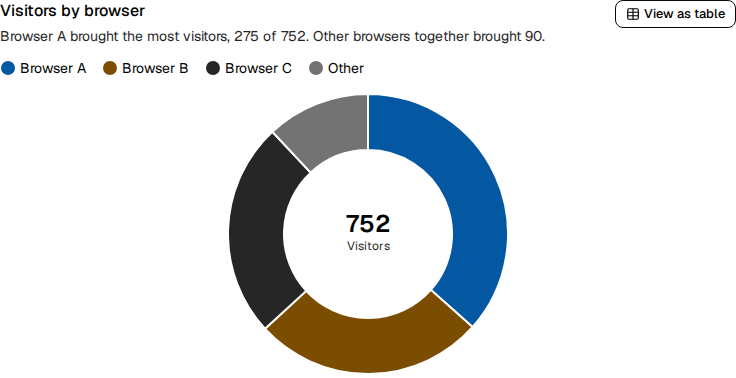 Visitors by browser
View as table
Browser A brought the most visitors, 275 of 752. Other browsers together brought 90.
Browser A
Browser B
Browser C
Other
752
Visitors